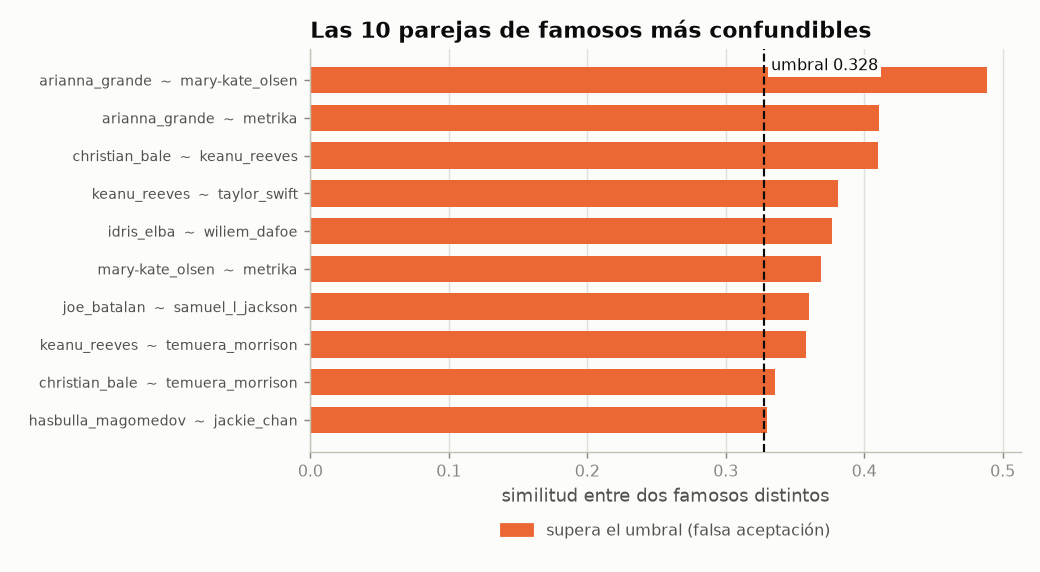 Las 10 parejas de famosos más confundibles
umbral 0.328
arianna_grande ~ mary-kate_olsen
arianna_grande ~ metrika
christian_bale ~ keanu_reeves
keanu_reeves ~ taylor_swift
idris_elba ~ wiliem_dafoe
mary-kate_olsen ~ metrika
joe_batalan ~ samuel_l_jackson
keanu_reeves ~ temuera_morrison
christian_bale ~ temuera_morrison
hasbulla_magomedov ~ jackie_chan
0.0 0.1 0.2 0.3 0.4 0.5
similitud entre dos famosos distintos
supera el umbral (falsa aceptación)